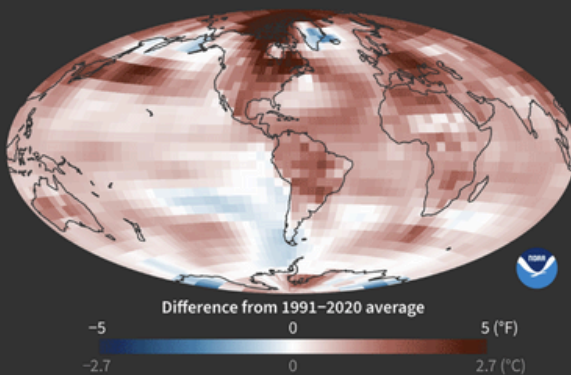 NOAA
Difference from 1991–2020 average
−5 0 5 (°F)
−2.7 0 2.7 (°C)